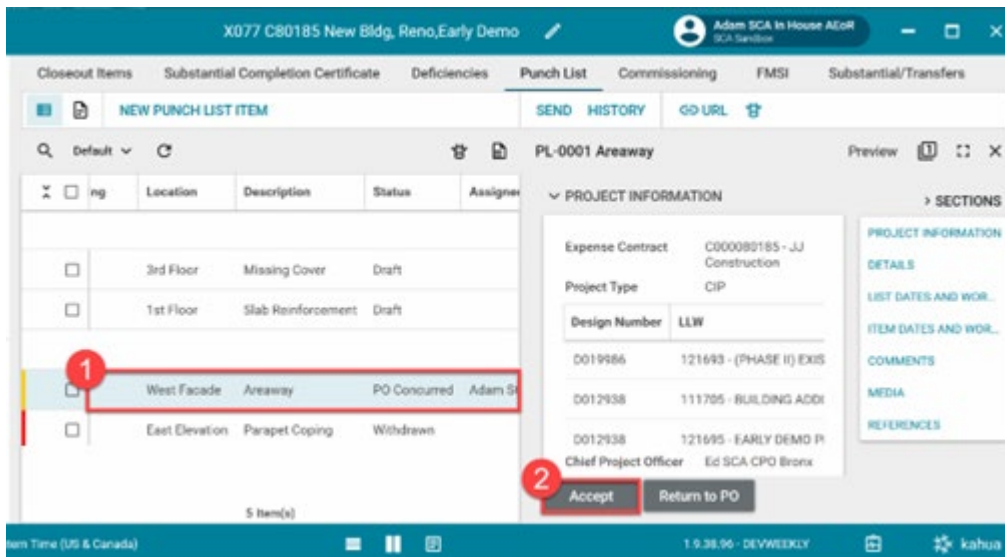 X077 C80185 New Bldg, Reno,Early Demo
Adam SCA In House AEoR
SCA Sandbox
Closeout Items Substantial Completion Certificate Deficiencies Punch List Commissioning FMSI Substantial/Transfers
NEW PUNCH LIST ITEM
SEND HISTORY URL
Default
PL-0001 Areaway
Preview
ng Location Description Status Assigne
3rd Floor Missing Cover Draft
1st Floor Slab Reinforcement Draft
1
West Facade Areaway PO Concurred Adam S
East Elevation Parapet Coping Withdrawn
5 Item(s)
PROJECT INFORMATION
Expense Contract C000080185 - JJ
Construction
Project Type CIP
Design Number LLW
D019986 121693 - (PHASE II) EXIS
D012938 111705 - BUILDING ADDI
D012938 121695 - EARLY DEMO P
Chief Project Officer Ed SCA CPO Bronx
2
Accept Return to PO
> SECTIONS
PROJECT INFORMATION
DETAILS
LIST DATES AND WOR...
ITEM DATES AND WOR...
COMMENTS
MEDIA
REFERENCES
tern Time (US & Canada)
1.9.38.96 - DEVWEEKLY
kahua